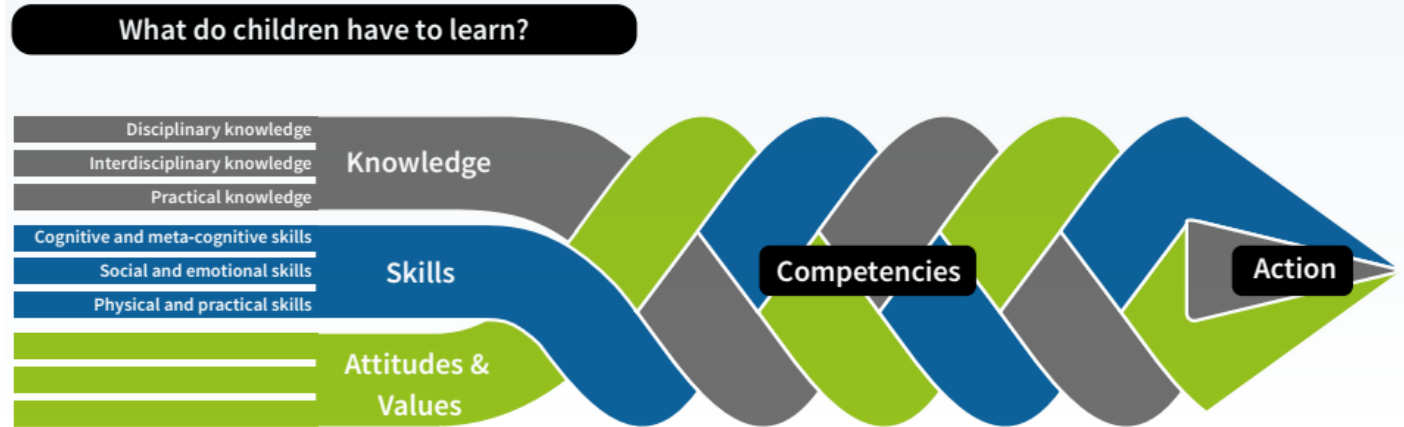 What do children have to learn?
Disciplinary knowledge
Interdisciplinary knowledge
Practical knowledge
Knowledge
Cognitive and meta-cognitive skills
Social and emotional skills
Physical and practical skills
Skills
Attitudes &
Values
Competencies
Action